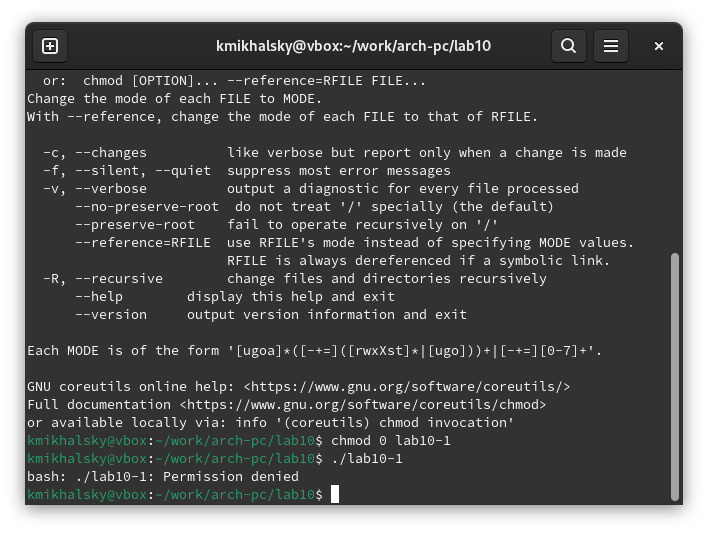 kmikhalsky@vbox:~/work/arch-pc/lab10
or:  chmod [OPTION]... --reference=RFILE FILE...
Change the mode of each FILE to MODE.
With --reference, change the mode of each FILE to that of RFILE.

  -c, --changes          like verbose but report only when a change is made
  -f, --silent, --quiet  suppress most error messages
  -v, --verbose          output a diagnostic for every file processed
      --no-preserve-root  do not treat '/' specially (the default)
      --preserve-root    fail to operate recursively on '/'
      --reference=RFILE  use RFILE's mode instead of specifying MODE values.
                         RFILE is always dereferenced if a symbolic link.
  -R, --recursive        change files and directories recursively
      --help        display this help and exit
      --version     output version information and exit

Each MODE is of the form '[ugoa]*([-+=]([rwxXst]*|[ugo]))+|[-+=][0-7]+'.

GNU coreutils online help: <https://www.gnu.org/software/coreutils/>
Full documentation <https://www.gnu.org/software/coreutils/chmod>
or available locally via: info '(coreutils) chmod invocation'
kmikhalsky@vbox:~/work/arch-pc/lab10$ chmod 0 lab10-1
kmikhalsky@vbox:~/work/arch-pc/lab10$ ./lab10-1
bash: ./lab10-1: Permission denied
kmikhalsky@vbox:~/work/arch-pc/lab10$